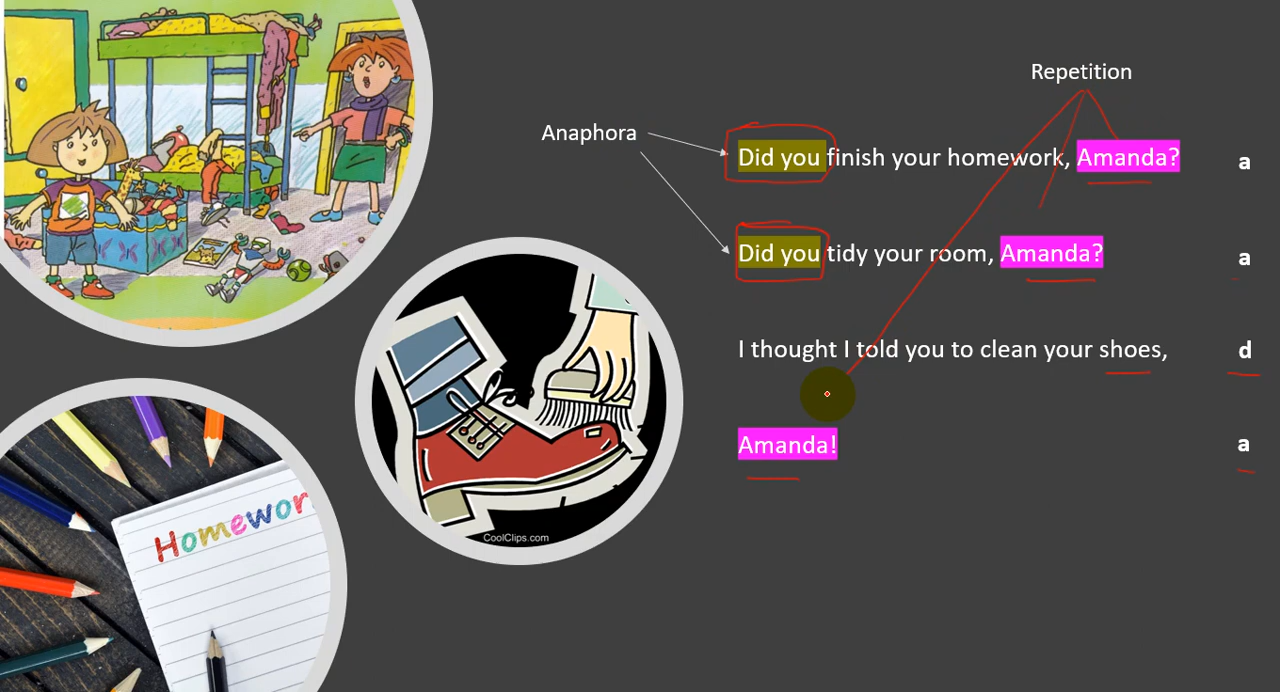 Repetition
Anaphora
Did you finish your homework, Amanda? a
Did you tidy your room, Amanda? a
I thought I told you to clean your shoes, d
Amanda! a
CoolClips.com
Homewor